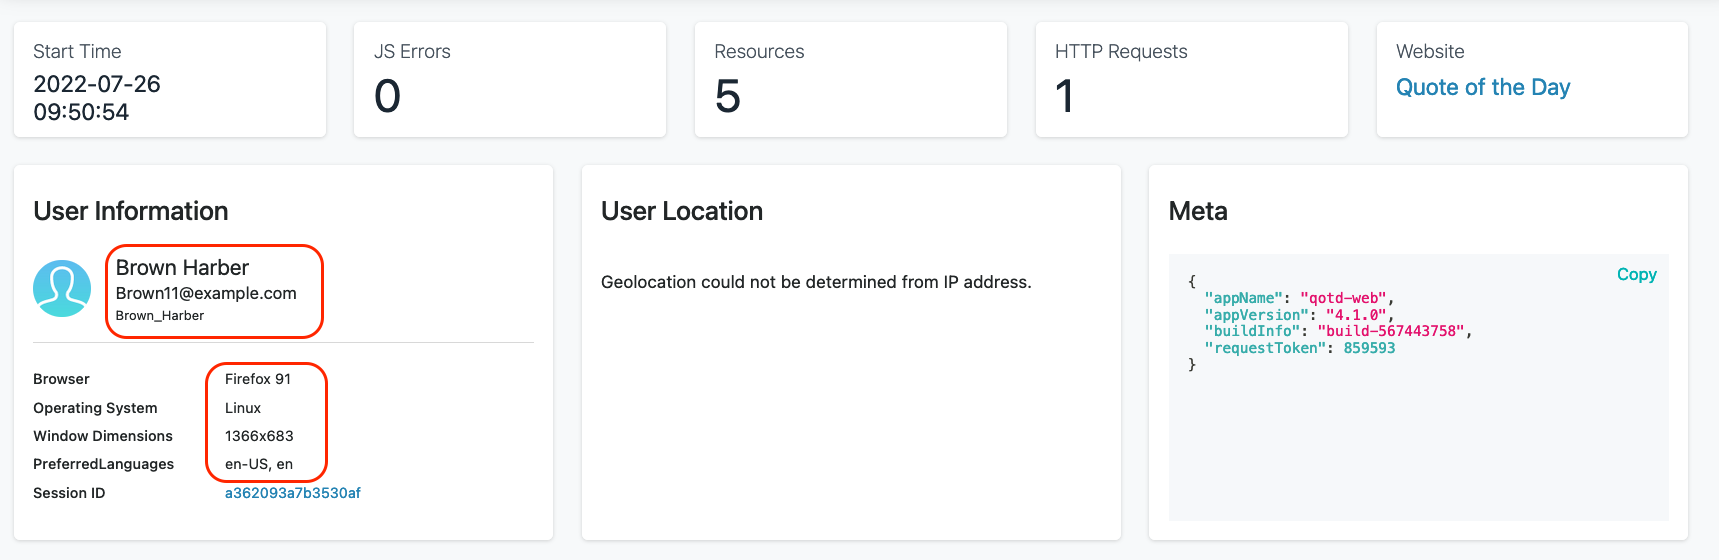 Start Time
2022-07-26
09:50:54
JS Errors
0
Resources
5
HTTP Requests
1
Website
Quote of the Day
User Information
Brown Harber
Brown11@example.com
Brown_Harber
Browser Firefox 91
Operating System Linux
Window Dimensions 1366x683
PreferredLanguages en-US, en
Session ID a362093a7b3530af
User Location
Geolocation could not be determined from IP address.
Meta
Copy
{
"appName": "qotd-web",
"appVersion": "4.1.0",
"buildInfo": "build-567443758",
"requestToken": 859593
}